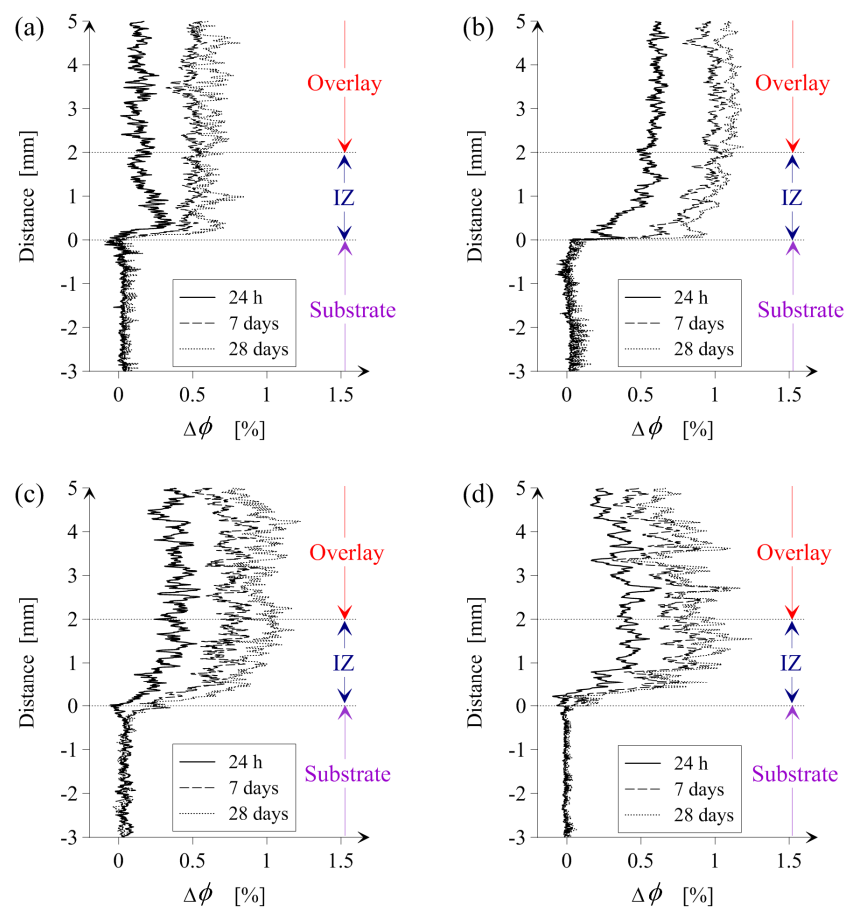 (a)
5
4
3
2
1
0
-1
-2
-3
Distance [mm]
Overlay
IZ
Substrate
24 h
7 days
28 days
0
0.5
1
1.5
Δϕ [%]
(b)
5
4
3
2
1
0
-1
-2
-3
Distance [mm]
Overlay
IZ
Substrate
24 h
7 days
28 days
0
0.5
1
1.5
Δϕ [%]
(c)
5
4
3
2
1
0
-1
-2
-3
Distance [mm]
Overlay
IZ
Substrate
24 h
7 days
28 days
0
0.5
1
1.5
Δϕ [%]
(d)
5
4
3
2
1
0
-1
-2
-3
Distance [mm]
Overlay
IZ
Substrate
24 h
7 days
28 days
0
0.5
1
1.5
Δϕ [%]